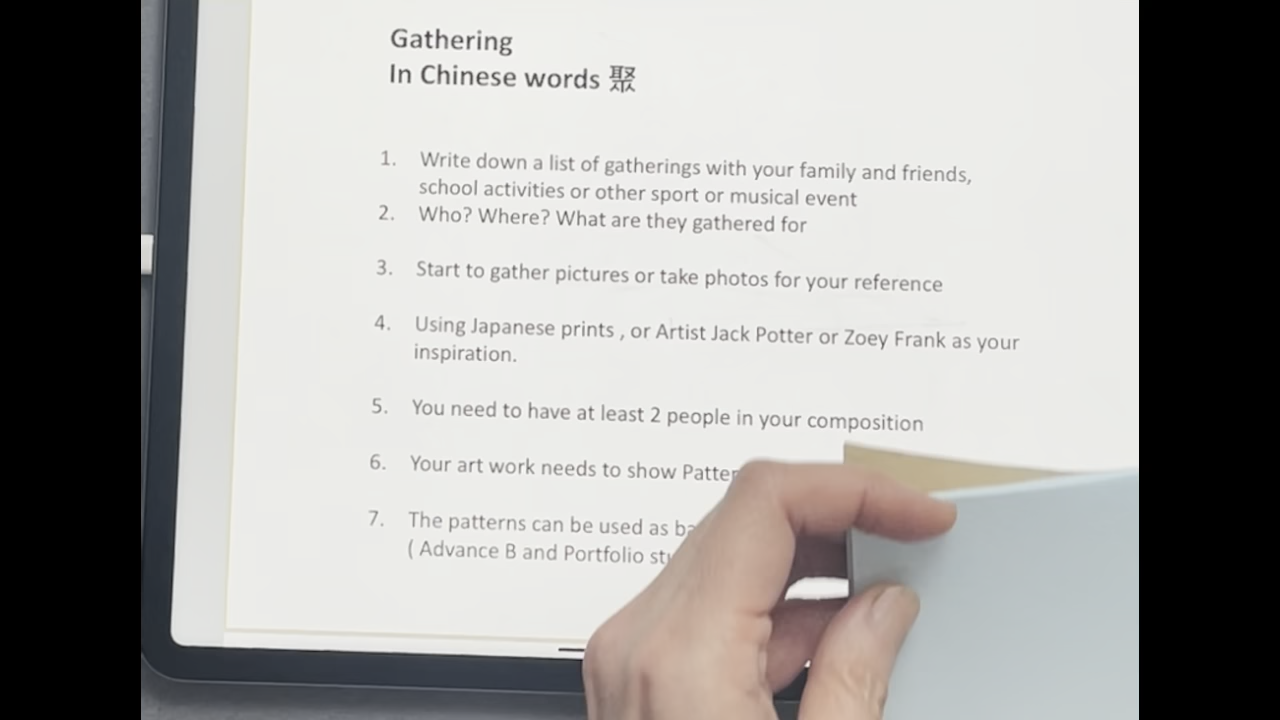 Gathering
In Chinese words 聚
1. Write down a list of gatherings with your family and friends,
school activities or other sport or musical event
2. Who? Where? What are they gathered for
3. Start to gather pictures or take photos for your reference
4. Using Japanese prints , or Artist Jack Potter or Zoey Frank as your
inspiration.
5. You need to have at least 2 people in your composition
6. Your art work needs to show
7. The patterns can be used as
( Advance B and Portfolio